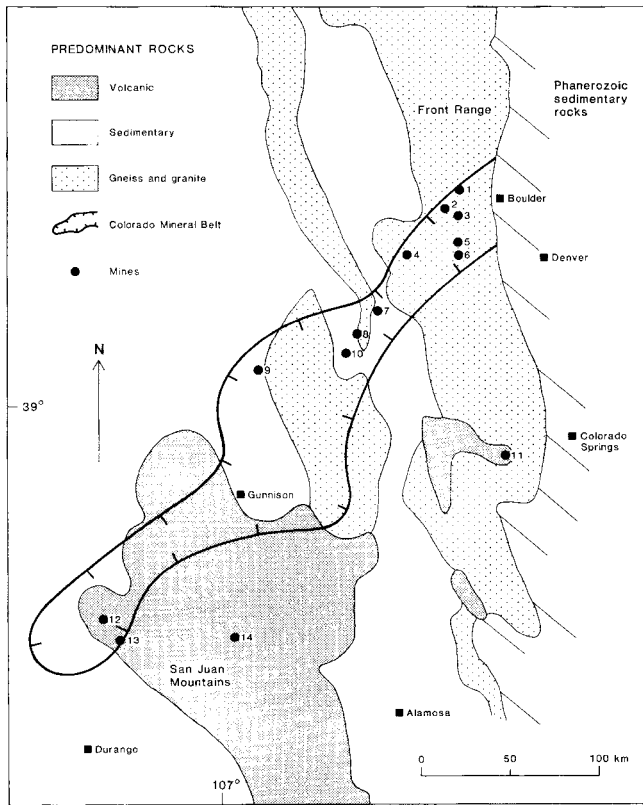 PREDOMINANT ROCKS
Volcanic
Sedimentary
Gneiss and granite
Colorado Mineral Belt
Mines
N
39°
107°
Front Range
Phanerozoic
sedimentary
rocks
1
Boulder
2
3
5
Denver
4
6
7
8
10
9
Colorado
Springs
11
Gunnison
12
13
14
San Juan
Mountains
Alamosa
Durango
0 50 100 km